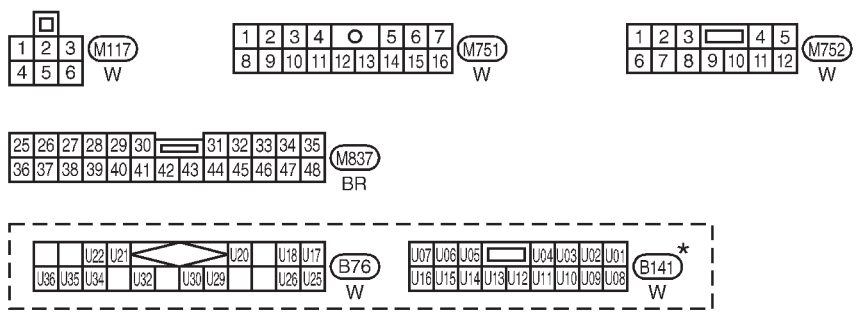 1 2 3
4 5 6
M117
W
1 2 3 4 5 6 7
8 9 10 11 12 13 14 15 16
M751
W
1 2 3 4 5
6 7 8 9 10 11 12
M752
W
25 26 27 28 29 30 31 32 33 34 35
36 37 38 39 40 41 42 43 44 45 46 47 48
M837
BR
U22 U21 U20 U18 U17
U36 U35 U34 U32 U30 U29 U26 U25
B76
W
U07 U06 U05 U04 U03 U02 U01
U16 U15 U14 U13 U12 U11 U10 U09 U08
B141 *
W